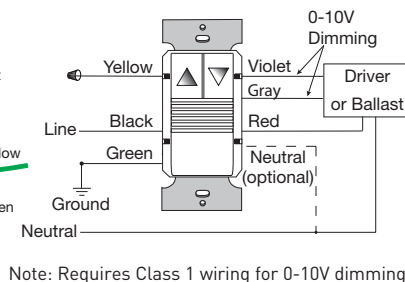 0-10V
Dimming
Yellow
Violet
Driver
or Ballast
Gray
Line
Black
Red
Green
Neutral
(optional)
Ground
Neutral
Note: Requires Class 1 wiring for 0-10V dimming